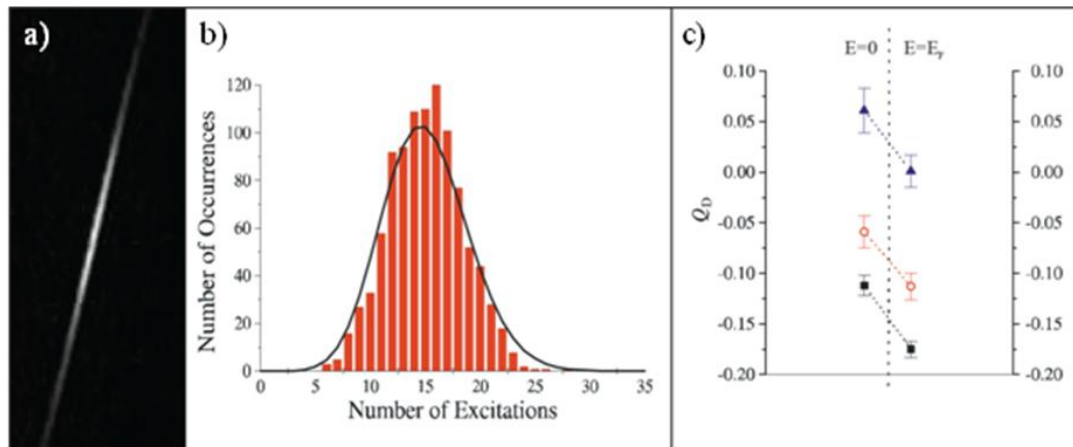 a)
b)
120
100
80
60
40
20
0
Number of Occurrences
0 5 10 15 20 25 30 35
Number of Excitations
c)
E=0 E=Eᵧ
0.10 0.10
0.05 0.05
0.00 0.00
-0.05 -0.05
-0.10 -0.10
-0.15 -0.15
-0.20 -0.20
Q_D